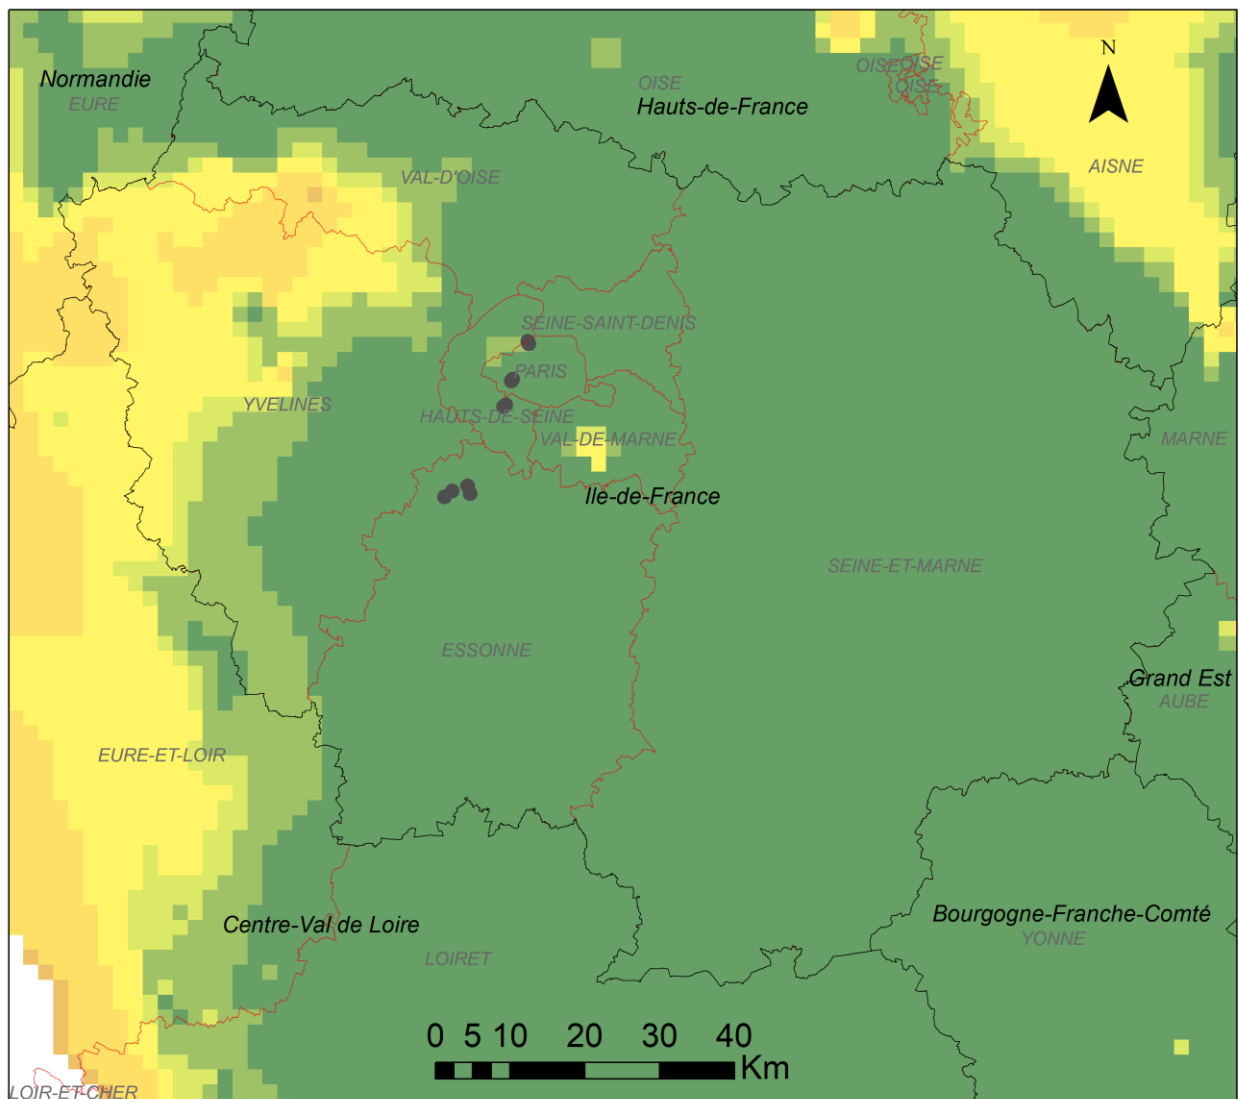 N
Normandie
EURE
OISE
OISE
OISE
OISE
Hauts-de-France
AISNE
VAL-D'OISE
SEINE-SAINT-DENIS
PARIS
YVELINES
HAUTS-DE-SEINE
VAL-DE-MARNE
MARNE
Ile-de-France
SEINE-ET-MARNE
ESSONNE
Grand Est
AUBE
EURE-ET-LOIR
Centre-Val de Loire
Bourgogne-Franche-Comté
YONNE
LOIRET
0 5 10 20 30 40
Km
LOIR-ET-CHER